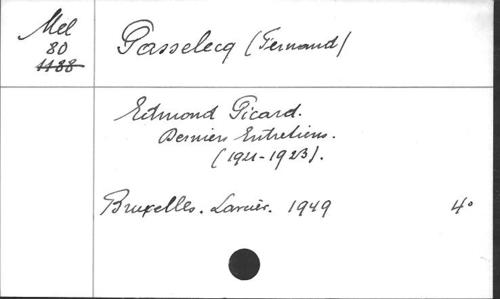 Mel
80
1188
Passelecq (Fernand)
Edmond Picard.
Derniers Entretiens.
(1921-1923).
Bruxelles. Larcier. 1949 4°